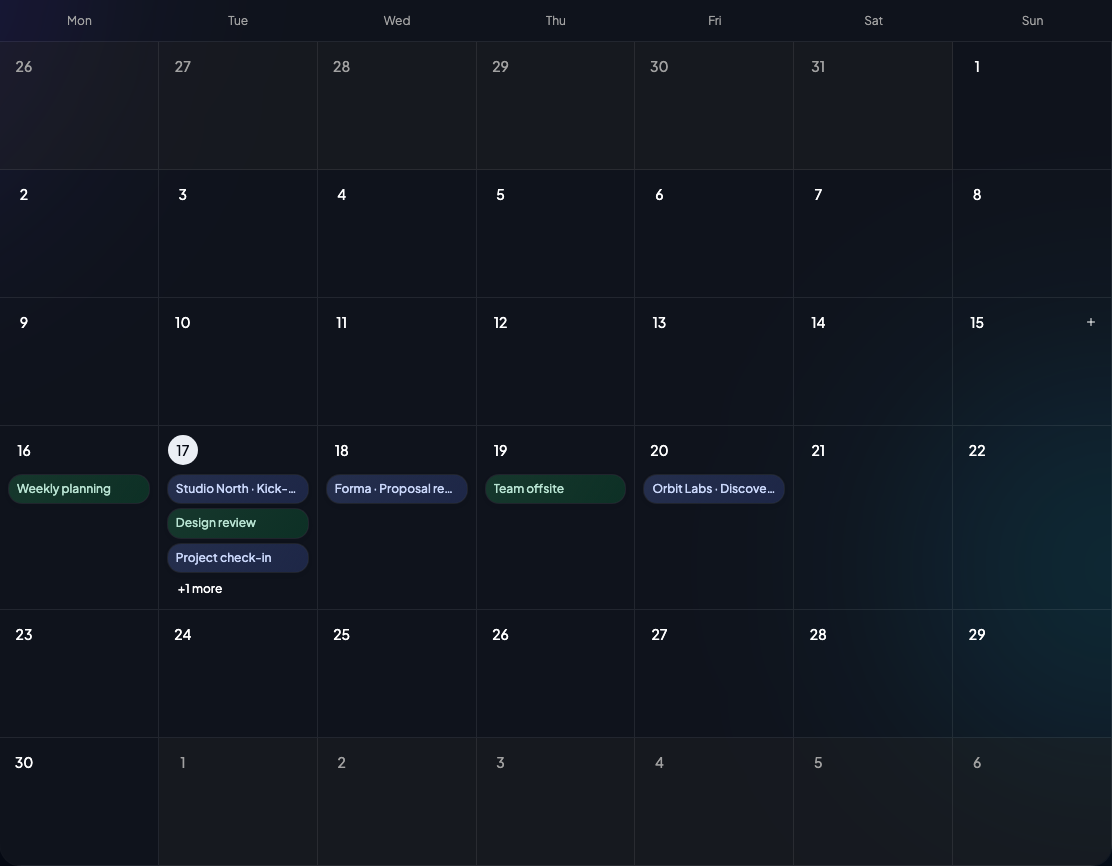 Mon Tue Wed Thu Fri Sat Sun
26 27 28 29 30 31 1
2 3 4 5 6 7 8
9 10 11 12 13 14 15 +
16 17 18 19 20 21 22
Weekly planning Studio North · Kick-... Forma · Proposal re... Team offsite Orbit Labs · Discove...
Design review
Project check-in
+1 more
23 24 25 26 27 28 29
30 1 2 3 4 5 6